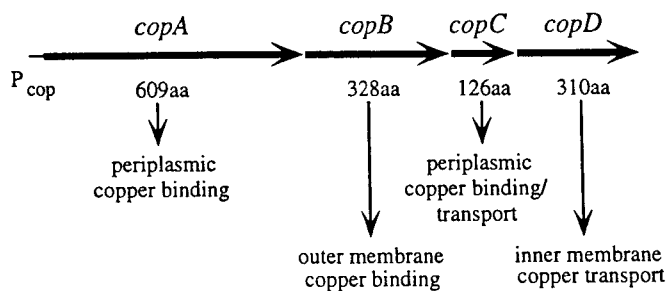 copA copB copC copD
Pcop
609aa 328aa 126aa 310aa
periplasmic
copper binding
periplasmic
copper binding/
transport
outer membrane
copper binding
inner membrane
copper transport